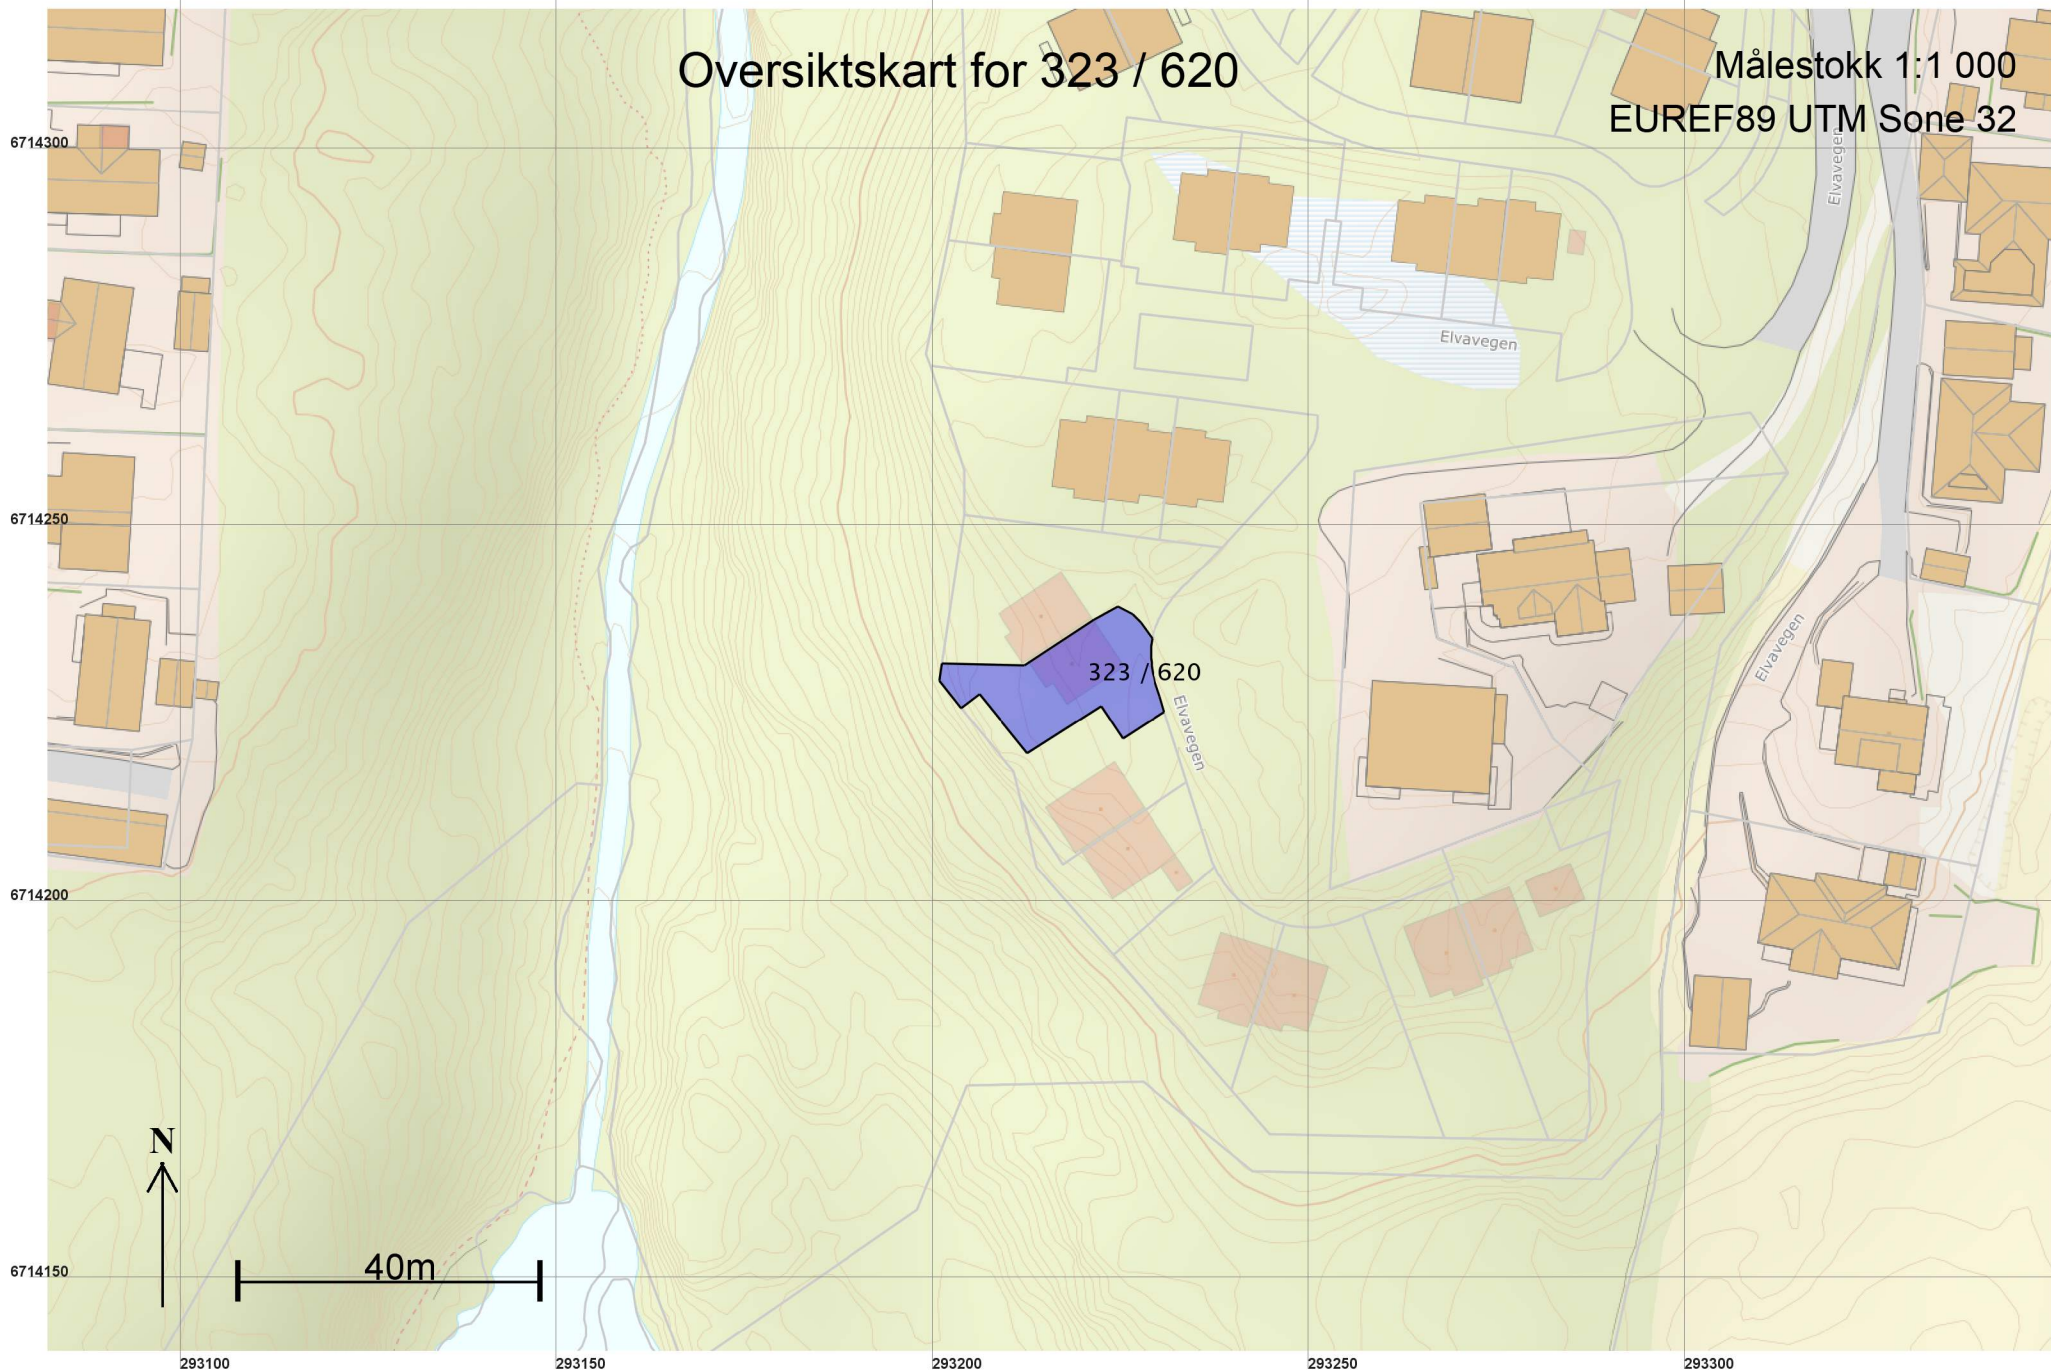 Oversiktskart for 323 / 620
Målestokk 1:1 000
EUREF89 UTM Sone 32
6714300
Elvavegen
Elvavegen
6714250
Elvavegen
323 / 620
Elvavegen
6714200
N
40m
6714150
293100
293150
293200
293250
293300